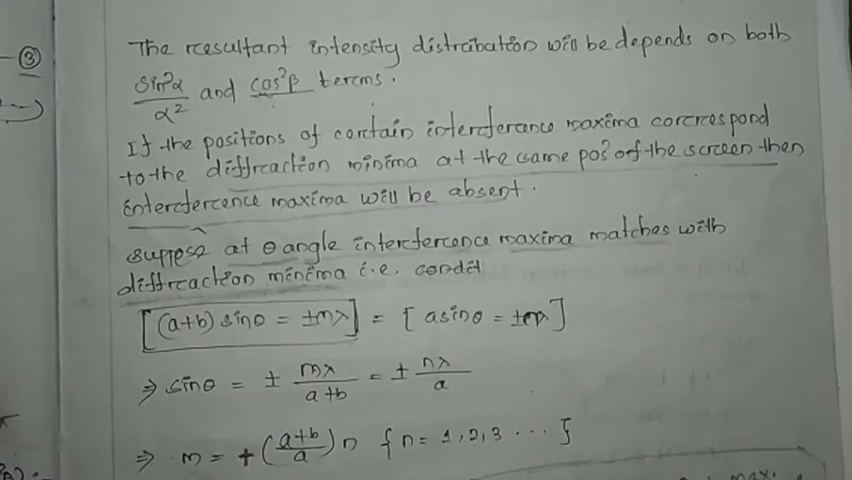 ③
The resultant intensity distribution will be depends on both
sin²α/α² and cos²β terms.
If the positions of certain interference maxima correspond
to the diffraction minima at the same pos? of the screen then
interference maxima will be absent.
suppose at θ angle interference maxima matches with
diffraction minima i.e. condit
[(a+b) sinθ = ±mλ] = [asinθ = ±nλ]
⇒ sinθ = ± mλ/(a+b) = ± nλ/a
⇒ m = + ((a+b)/a) n {n = 1, 2, 3 ... }
max.